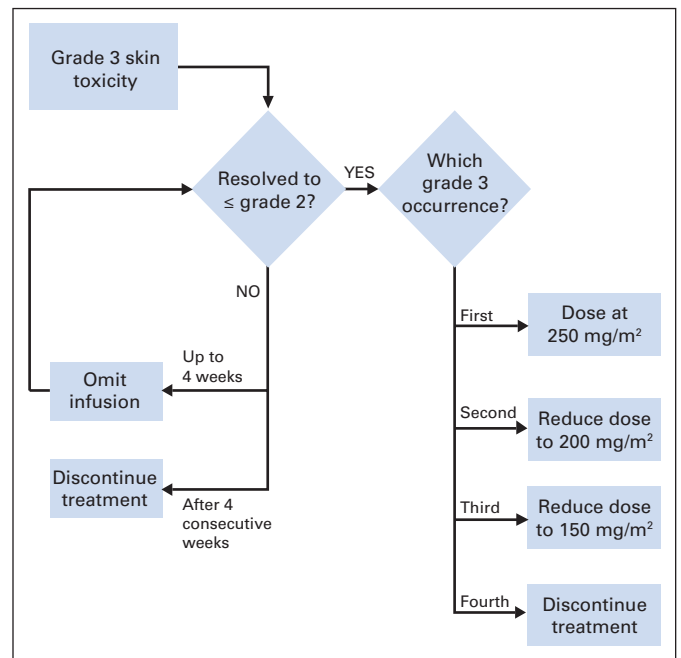 Grade 3 skin
toxicity
Resolved to
≤ grade 2?
YES
Which
grade 3
occurrence?
NO
Up to
4 weeks
Omit
infusion
Discontinue
treatment
After 4
consecutive
weeks
First
Dose at
250 mg/m²
Second
Reduce dose
to 200 mg/m²
Third
Reduce dose
to 150 mg/m²
Fourth
Discontinue
treatment